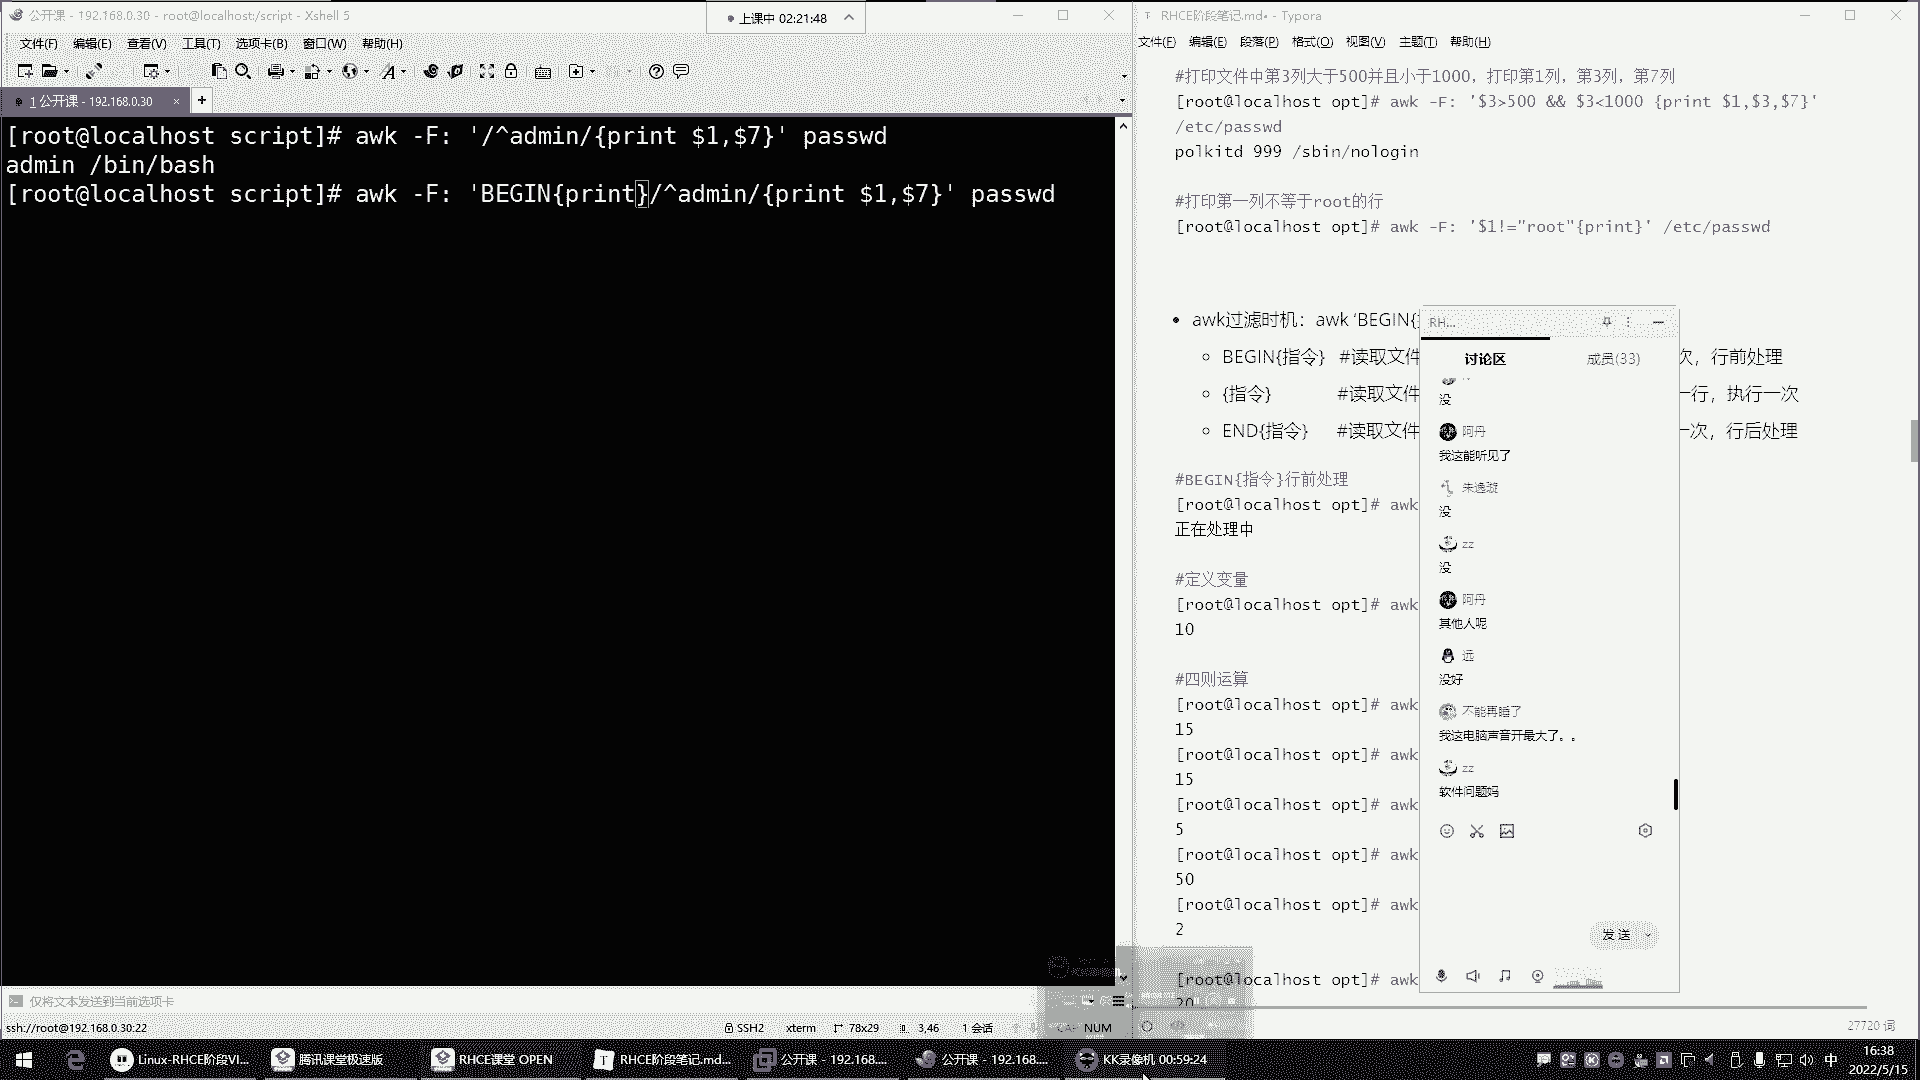 公开课 - 192.168.0.30 - root@localhost:/script - Xshell 5
上课中 02:21:48
文件(F) 编辑(E) 查看(V) 工具(T) 选项卡(B) 窗口(W) 帮助(H)
1 公开课 - 192.168.0.30
[root@localhost script]# awk -F: '/^admin/{print $1,$7}' passwd
admin /bin/bash
[root@localhost script]# awk -F: 'BEGIN{print}/^admin/{print $1,$7}' passwd
仅将文本发送到当前选项卡
ssh://root@192.168.0.30:22
SSH2 xterm 78x29 3,46 1 会话 CAP NUM
RHCE阶段笔记.md• - Typora
文件(F) 编辑(E) 段落(P) 格式(O) 视图(V) 主题(T) 帮助(H)
#打印文件中第3列大于500并且小于1000，打印第1列，第3列，第7列
[root@localhost opt]# awk -F: '$3>500 && $3<1000 {print $1,$3,$7}'
/etc/passwd
polkitd 999 /sbin/nologin
#打印第一列不等于root的行
[root@localhost opt]# awk -F: '$1!="root"{print}' /etc/passwd
awk过滤时机：awk ‘BEGIN{
BEGIN{指令} #读取文件 次，行前处理
{指令} #读取文件 一行，执行一次
END{指令} #读取文件 一次，行后处理
#BEGIN{指令}行前处理
[root@localhost opt]# awk
正在处理中
#定义变量
[root@localhost opt]# awk
10
#四则运算
[root@localhost opt]# awk
15
[root@localhost opt]# awk
15
[root@localhost opt]# awk
5
[root@localhost opt]# awk
50
[root@localhost opt]# awk
2
[root@localhost opt]# awk
20
27720 词
RH...
讨论区 成员(33)
没
阿丹
我这能听见了
朱逸璇
没
zz
没
阿丹
其他人呢
远
没好
不能再睡了
我这电脑声音开最大了。。
zz
软件问题妈
发送
Linux-RHCE阶段VI... 腾讯课堂极速版 RHCE课堂 OPEN RHCE阶段笔记.md... 公开课 - 192.168.... 公开课 - 192.168.... KK录像机 00:59:24
中
16:38
2022/5/15